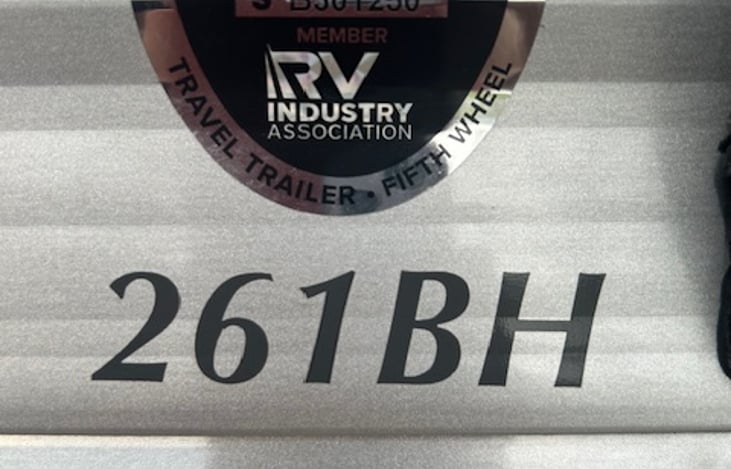 MEMBER
RV
INDUSTRY
ASSOCIATION
TRAVEL TRAILER • FIFTH WHEEL
261BH